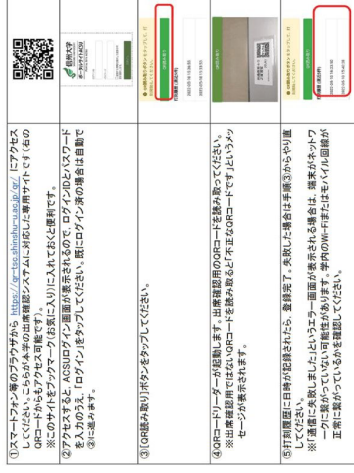 ①スマートフォン等のブラウザから https://qr-tsc.shinshu-u.ac.jp/qr/ にアクセス
してください。こちらが本学の出席確認システムに対応した専用サイトです（右の
QRコードからもアクセス可能です）。
※このサイトをブックマーク（お気に入り）に入れておくと便利です。
②アクセスすると、ACSUログイン画面が表示されるので、ログインIDとパスワード
を入力のうえ、「ログイン」をタップしてください。既にログイン済の場合は自動で
③に進みます。
信州大学
③[QR読み取り]ボタンをタップしてください。
④QRコードリーダーが起動します。出席確認用のQRコードを読み取ってください。
※出席確認用ではないQRコードを読み取ると「不正なQRコードです」というメッ
セージが表示されます。
⑤打刻履歴に日時が記録されたら、登録完了。失敗した場合は手順③からやり直
してください。
※「通信に失敗しました」というエラー画面が表示される場合は、端末がネットワ
ークに繋がっていない可能性があります。学内のWi-Fiまたはモバイル回線が
正常に繋がっているかを確認してください。